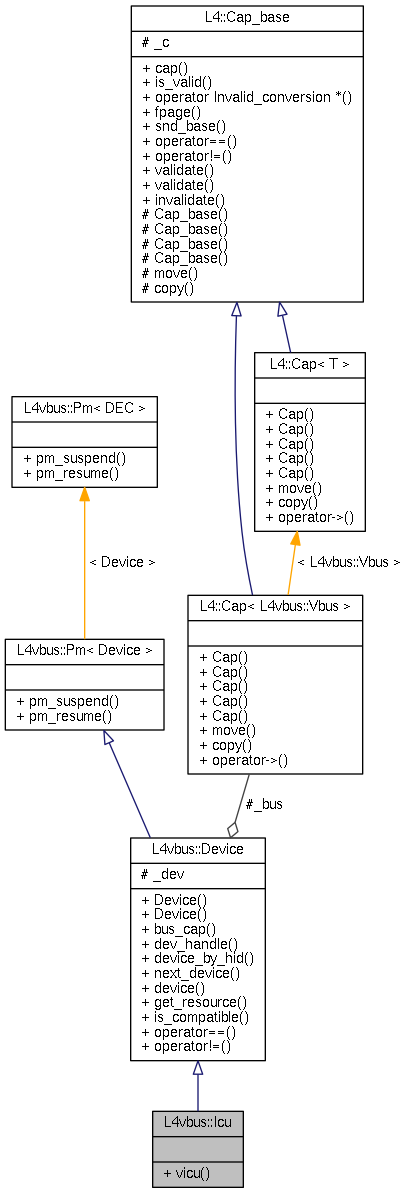 L4::Cap_base
# _c
+ cap()
+ is_valid()
+ operator Invalid_conversion *()
+ fpage()
+ snd_base()
+ operator==()
+ operator!=()
+ validate()
+ validate()
+ invalidate()
# Cap_base()
# Cap_base()
# Cap_base()
# Cap_base()
# move()
# copy()
L4::Cap< T >
+ Cap()
+ Cap()
+ Cap()
+ Cap()
+ Cap()
+ move()
+ copy()
+ operator->()
L4vbus::Pm< DEC >
+ pm_suspend()
+ pm_resume()
< Device >
< L4vbus::Vbus >
L4::Cap< L4vbus::Vbus >
+ Cap()
+ Cap()
+ Cap()
+ Cap()
+ Cap()
+ move()
+ copy()
+ operator->()
L4vbus::Pm< Device >
+ pm_suspend()
+ pm_resume()
#_bus
L4vbus::Device
# _dev
+ Device()
+ Device()
+ bus_cap()
+ dev_handle()
+ device_by_hid()
+ next_device()
+ device()
+ get_resource()
+ is_compatible()
+ operator==()
+ operator!=()
L4vbus::Icu
+ vicu()